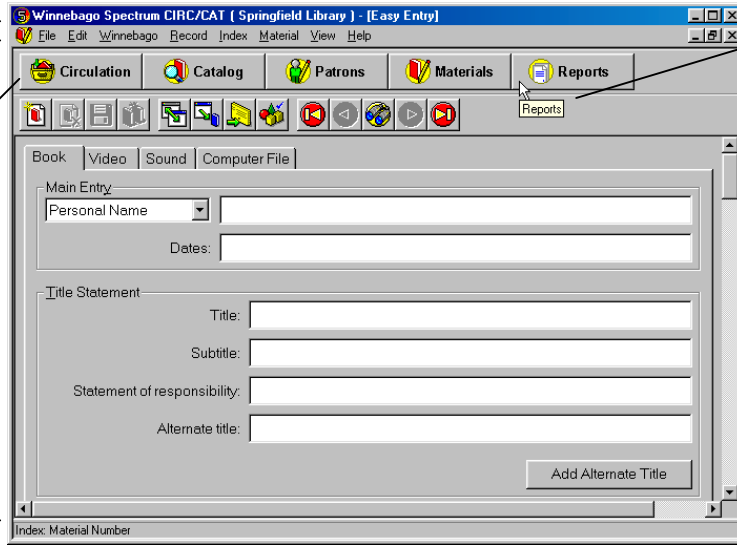 Winnebago Spectrum CIRC/CAT ( Springfield Library ) - [Easy Entry]
File Edit Winnebago Record Index Material View Help
Circulation Catalog Patrons Materials Reports
Reports
Book Video Sound Computer File
Main Entry
Personal Name
Dates:
Title Statement
Title:
Subtitle:
Statement of responsibility:
Alternate title:
Add Alternate Title
Index: Material Number